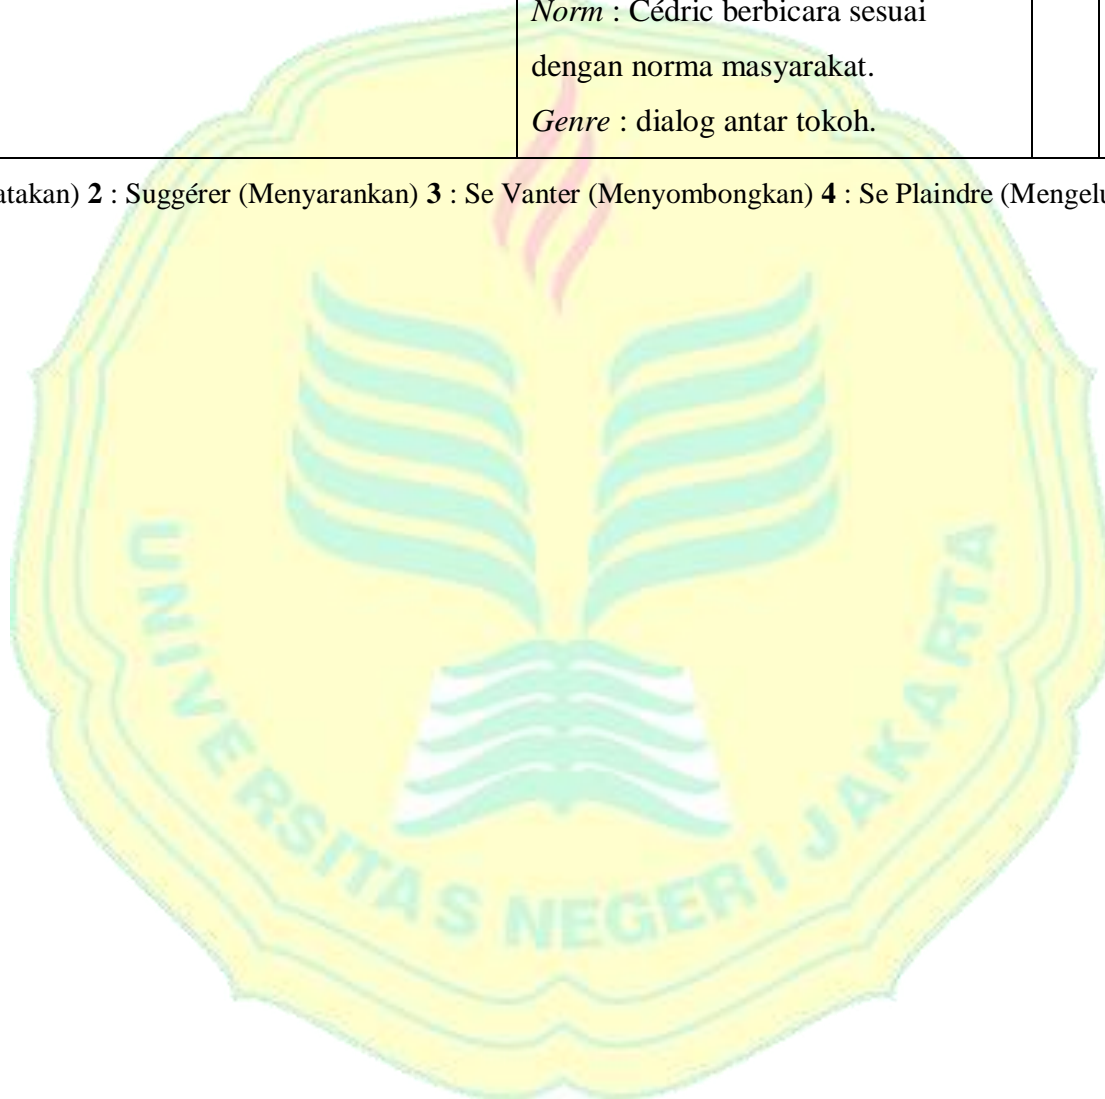 Norm : Cédric berbicara sesuai
dengan norma masyarakat.
Genre : dialog antar tokoh.
atakan) 2 : Suggérer (Menyarankan) 3 : Se Vanter (Menyombongkan) 4 : Se Plaindre (Mengelu
UNIVERSITAS NEGERI JAKARTA